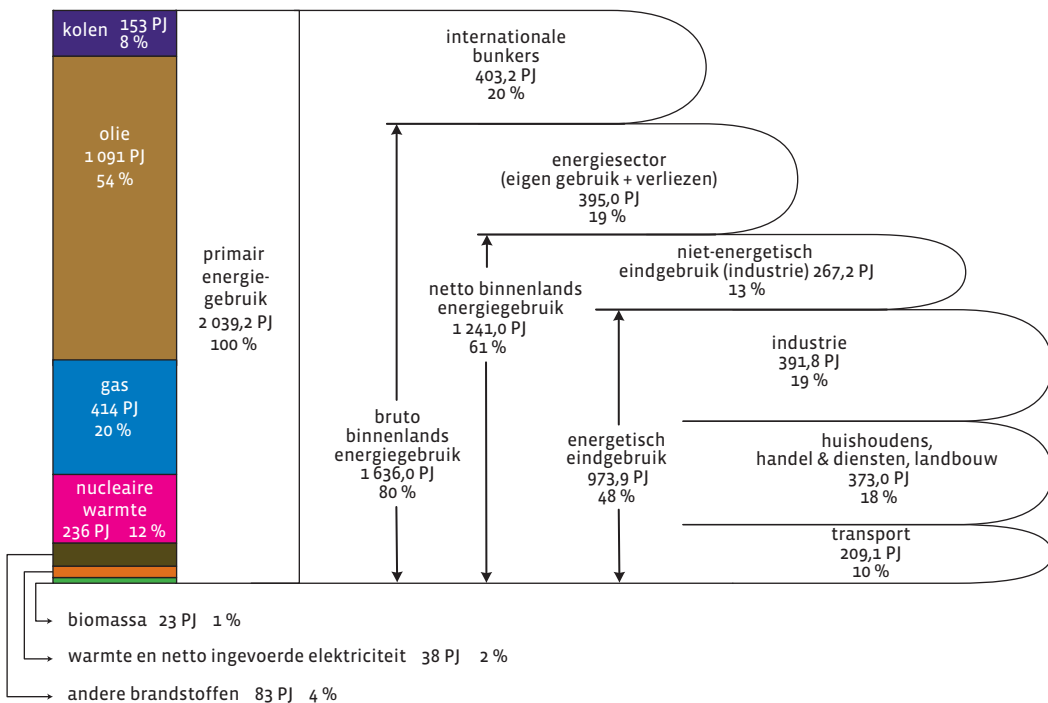 kolen 153 PJ
8 %
olie
1 091 PJ
54 %
gas
414 PJ
20 %
nucleaire
warmte
236 PJ 12 %
primair
energie-
gebruik
2 039,2 PJ
100 %
internationale
bunkers
403,2 PJ
20 %
bruto
binnenlands
energiegebruik
1 636,0 PJ
80 %
energiesector
(eigen gebruik + verliezen)
395,0 PJ
19 %
netto binnenlands
energiegebruik
1 241,0 PJ
61 %
niet-energetisch
eindgebruik (industrie) 267,2 PJ
13 %
energetisch
eindgebruik
973,9 PJ
48 %
industrie
391,8 PJ
19 %
huishoudens,
handel & diensten, landbouw
373,0 PJ
18 %
transport
209,1 PJ
10 %
biomassa 23 PJ 1 %
warmte en netto ingevoerde elektriciteit 38 PJ 2 %
andere brandstoffen 83 PJ 4 %